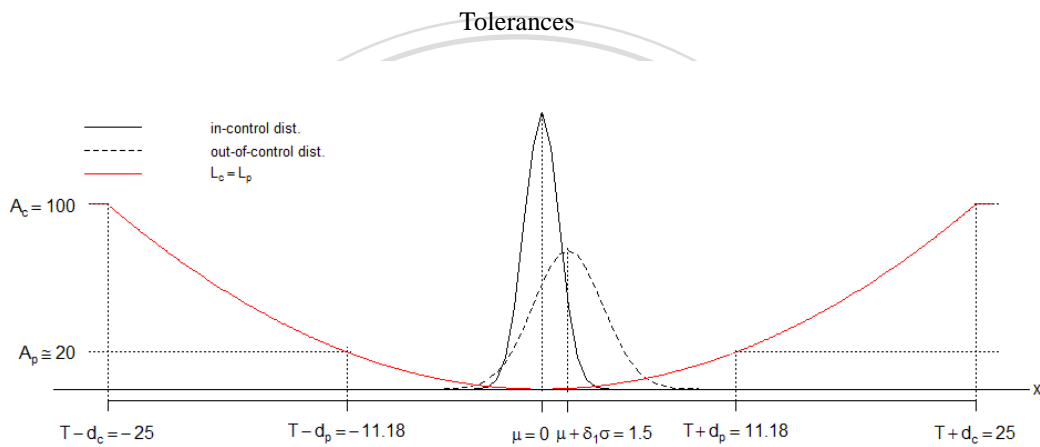 Tolerances
in-control dist.
out-of-control dist.
L_c = L_p
A_c = 100
A_p ≅ 20
x
T − d_c = −25
T − d_p = −11.18
μ = 0
μ + δ_1σ = 1.5
T + d_p = 11.18
T + d_c = 25